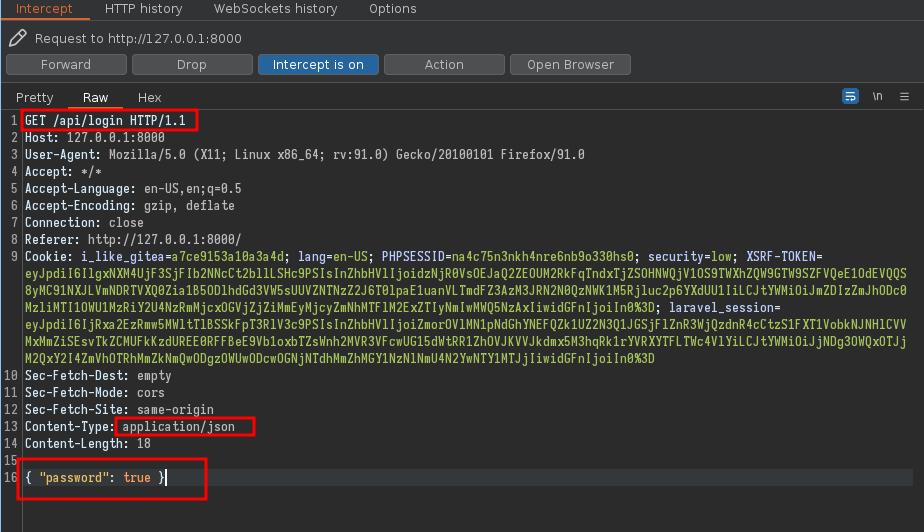 Intercept HTTP history WebSockets history Options
Request to http://127.0.0.1:8000
Forward Drop Intercept is on Action Open Browser
Pretty Raw Hex \n
1 GET /api/login HTTP/1.1
2 Host: 127.0.0.1:8000
3 User-Agent: Mozilla/5.0 (X11; Linux x86_64; rv:91.0) Gecko/20100101 Firefox/91.0
4 Accept: */*
5 Accept-Language: en-US,en;q=0.5
6 Accept-Encoding: gzip, deflate
7 Connection: close
8 Referer: http://127.0.0.1:8000/
9 Cookie: i_like_gitea=a7ce9153a10a3a4d; lang=en-US; PHPSESSID=na4c75n3nkh4nre6nb9o330hs0; security=low; XSRF-TOKEN=
laravel_session=
10 Sec-Fetch-Dest: empty
11 Sec-Fetch-Mode: cors
12 Sec-Fetch-Site: same-origin
13 Content-Type: application/json
14 Content-Length: 18
15
16 { "password": true }